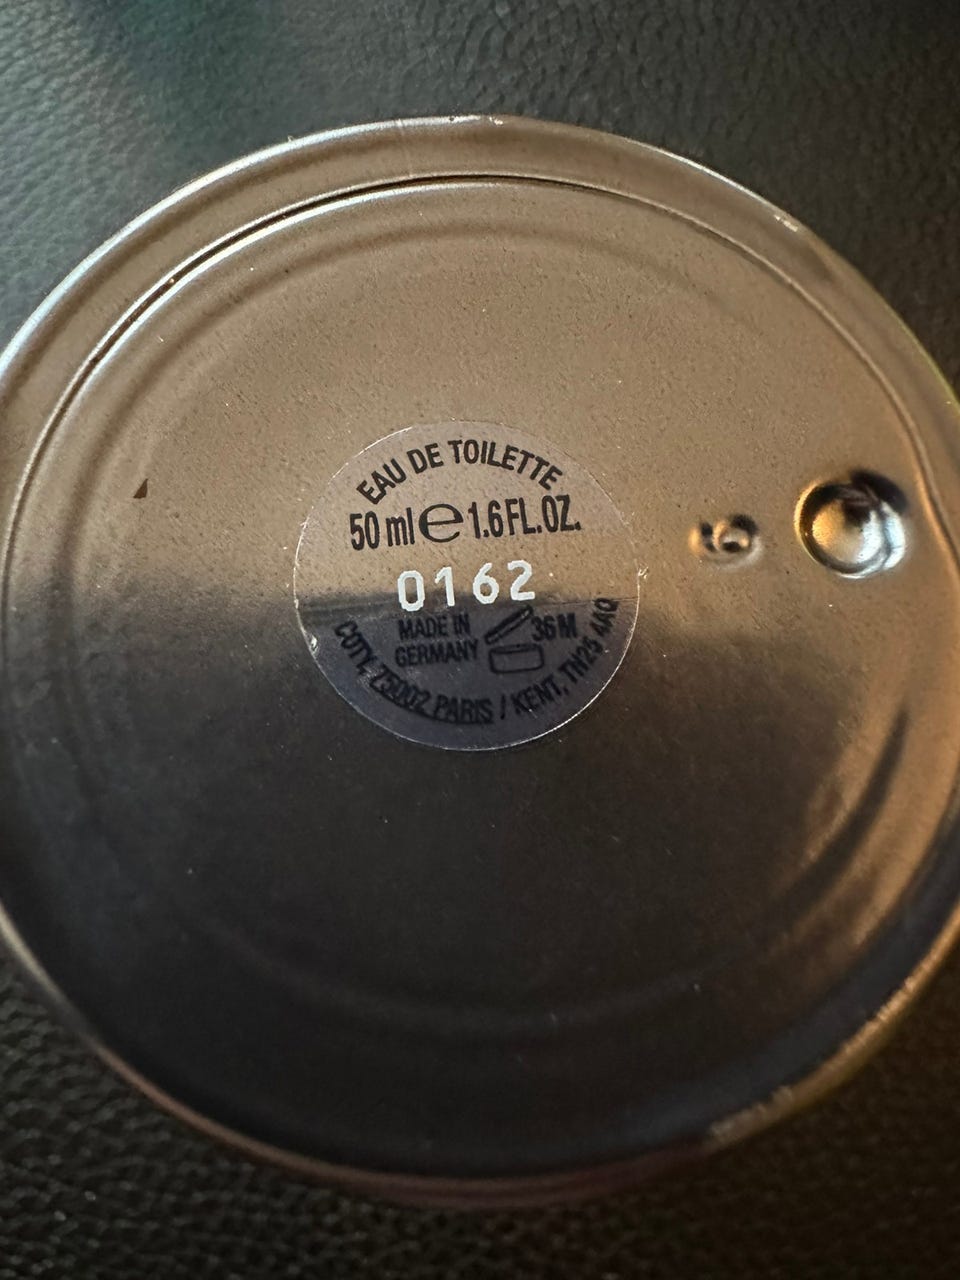 EAU DE TOILETTE
50 ml e 1.6 FL.OZ.
0162
MADE IN
GERMANY
36 M
COTY, 75002 PARIS / KENT, TN25 4AQ